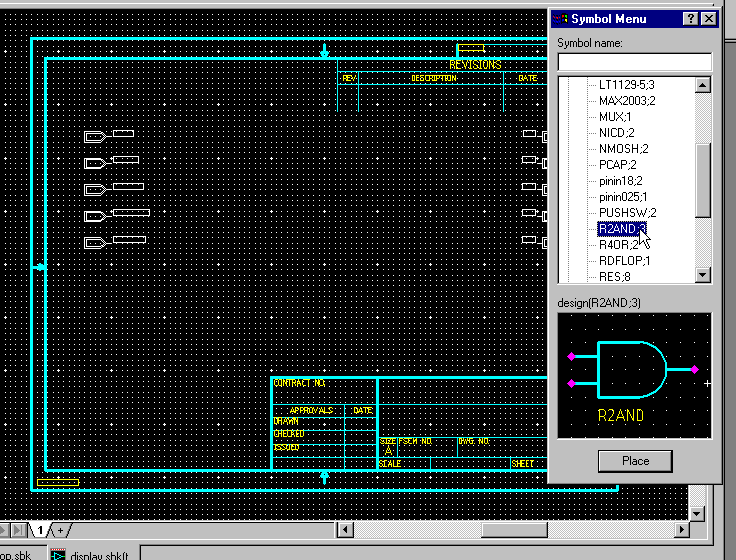 Symbol Menu
Symbol name:
REVISIONS
REV
DESCRIPTION
DATE
LT1129-5;3
MAX2003;2
MUX;1
NICD;2
NMOSH;2
PCAP;2
pinin18;2
pinin025;1
PUSHSW;2
R2AND;3
R4OR;2
RDFLOP;1
RES;8
design(R2AND;3)
R2AND
Place
CONTRACT NO.
APPROVALS
DATE
DRAWN
CHECKED
ISSUED
SIZE
FSCM NO.
DWG. NO.
A
SCALE
SHEET
1
+
op.sbk
display.sbk(t